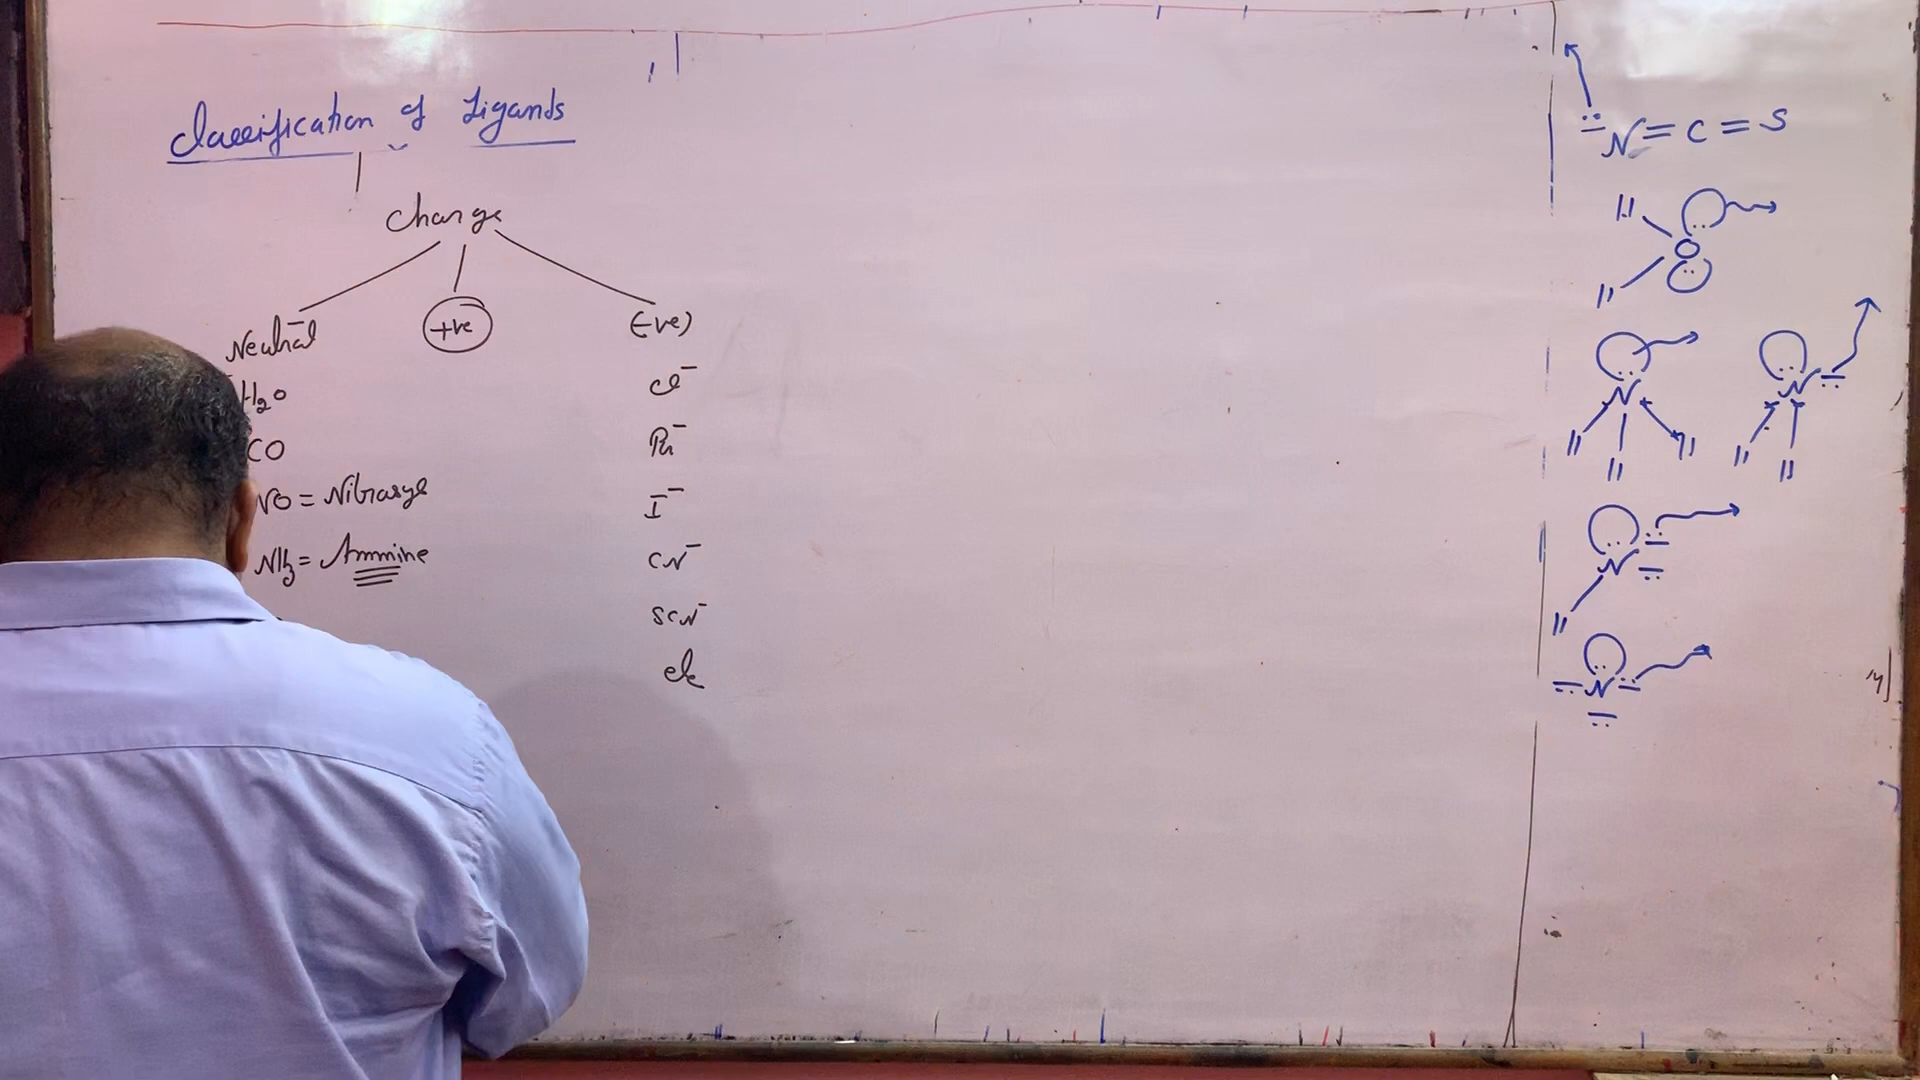 Classification of Ligands
Charge
Neutral +ve (-ve)
H₂O
CO
NO = Nitrosyl
NH₃ = Ammine
Cl⁻
Br⁻
I⁻
CN⁻
SCN⁻
etc
N=C=S
H
O
H
N
H H H
N
H H
N
H
N